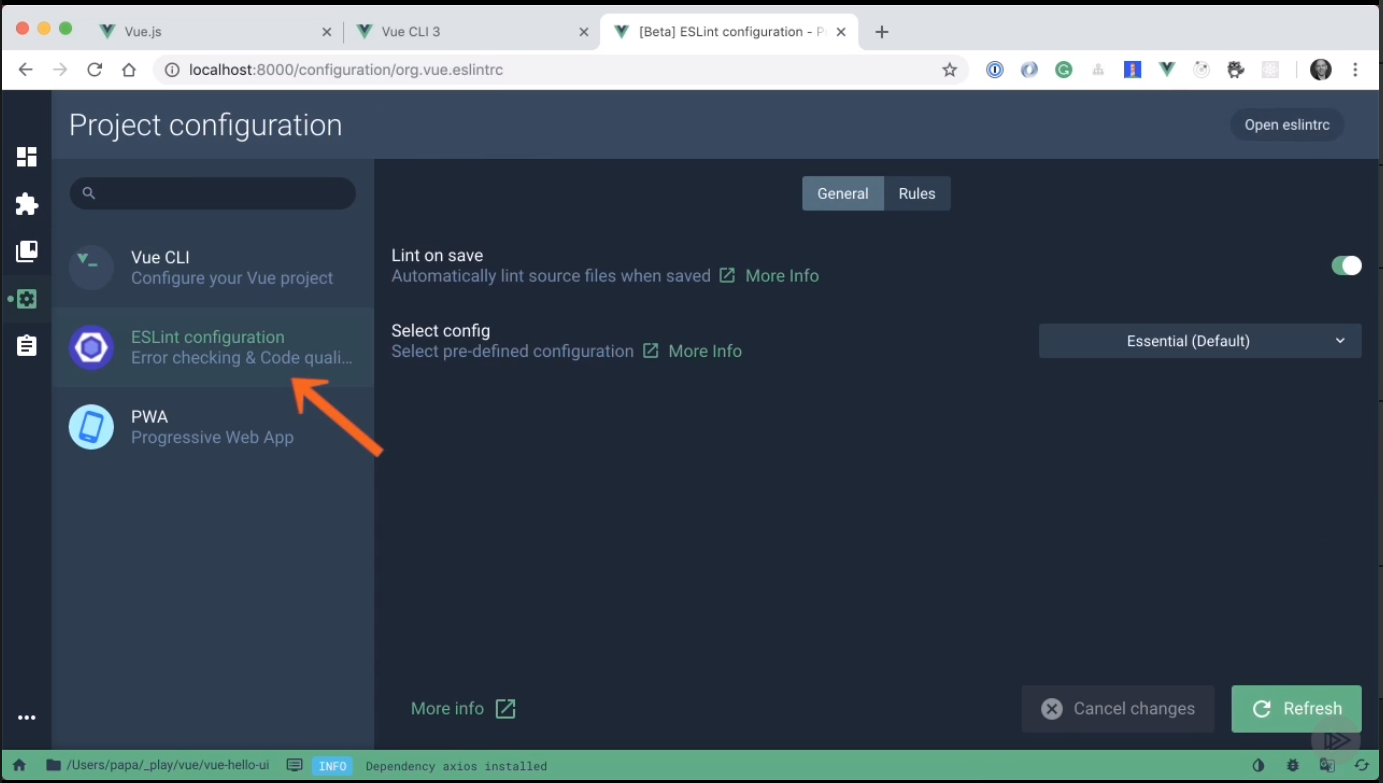 Vue.js
Vue CLI 3
[Beta] ESLint configuration - P
localhost:8000/configuration/org.vue.eslintrc
Project configuration
Open eslintrc
General
Rules
Vue CLI
Configure your Vue project
ESLint configuration
Error checking & Code quali...
PWA
Progressive Web App
Lint on save
Automatically lint source files when saved More Info
Select config
Select pre-defined configuration More Info
Essential (Default)
More info
Cancel changes
Refresh
/Users/papa/_play/vue/vue-hello-ui
INFO
Dependency axios installed